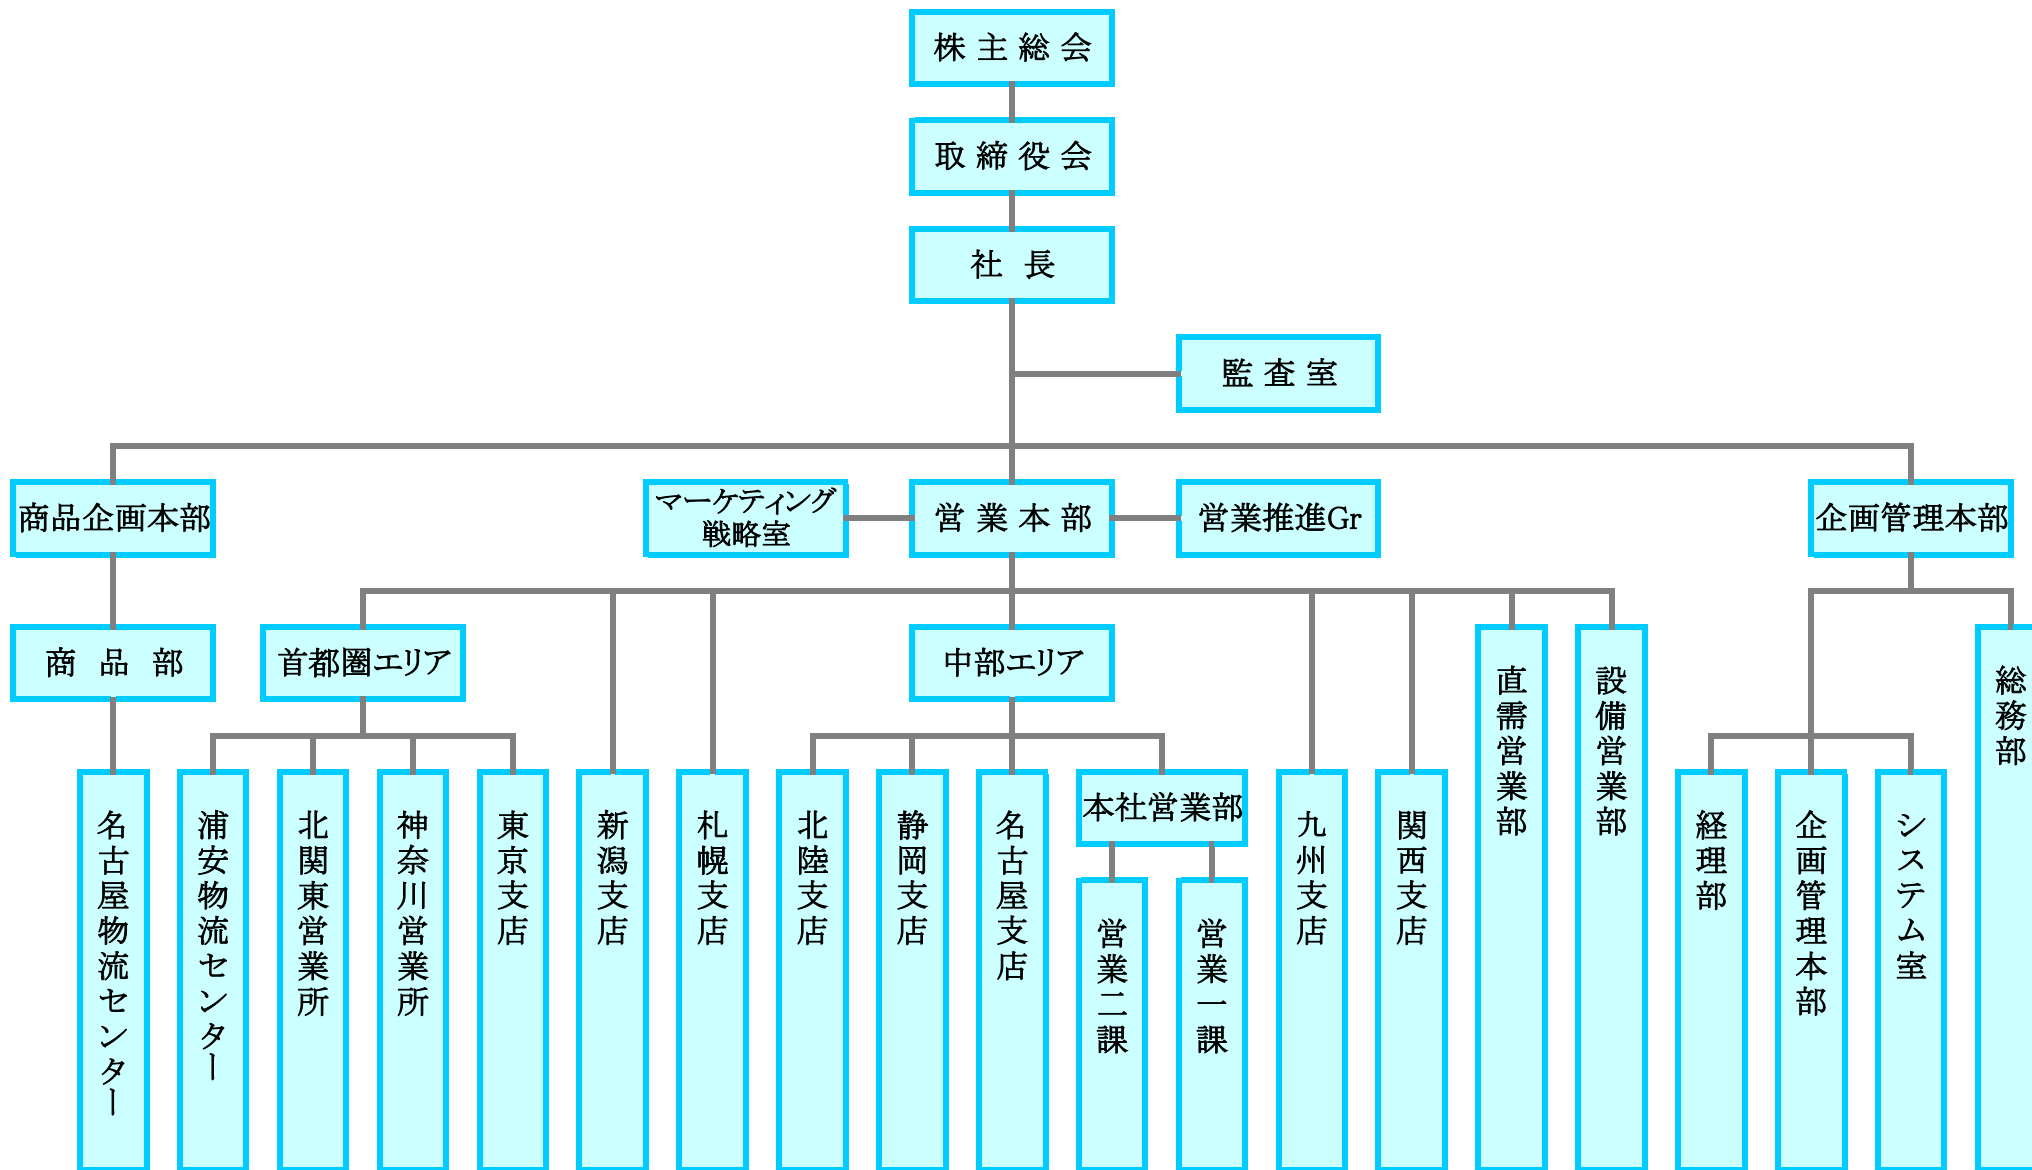 株主総会
取締役会
社長
監査室
商品企画本部
マーケティング
戦略室
営業本部
営業推進Gr
企画管理本部
商品部
首都圏エリア
中部エリア
直需営業部
設備営業部
総務部
名古屋物流センター
浦安物流センター
北関東営業所
神奈川営業所
東京支店
新潟支店
札幌支店
北陸支店
静岡支店
名古屋支店
本社営業部
営業二課
営業一課
九州支店
関西支店
経理部
企画管理本部
システム室